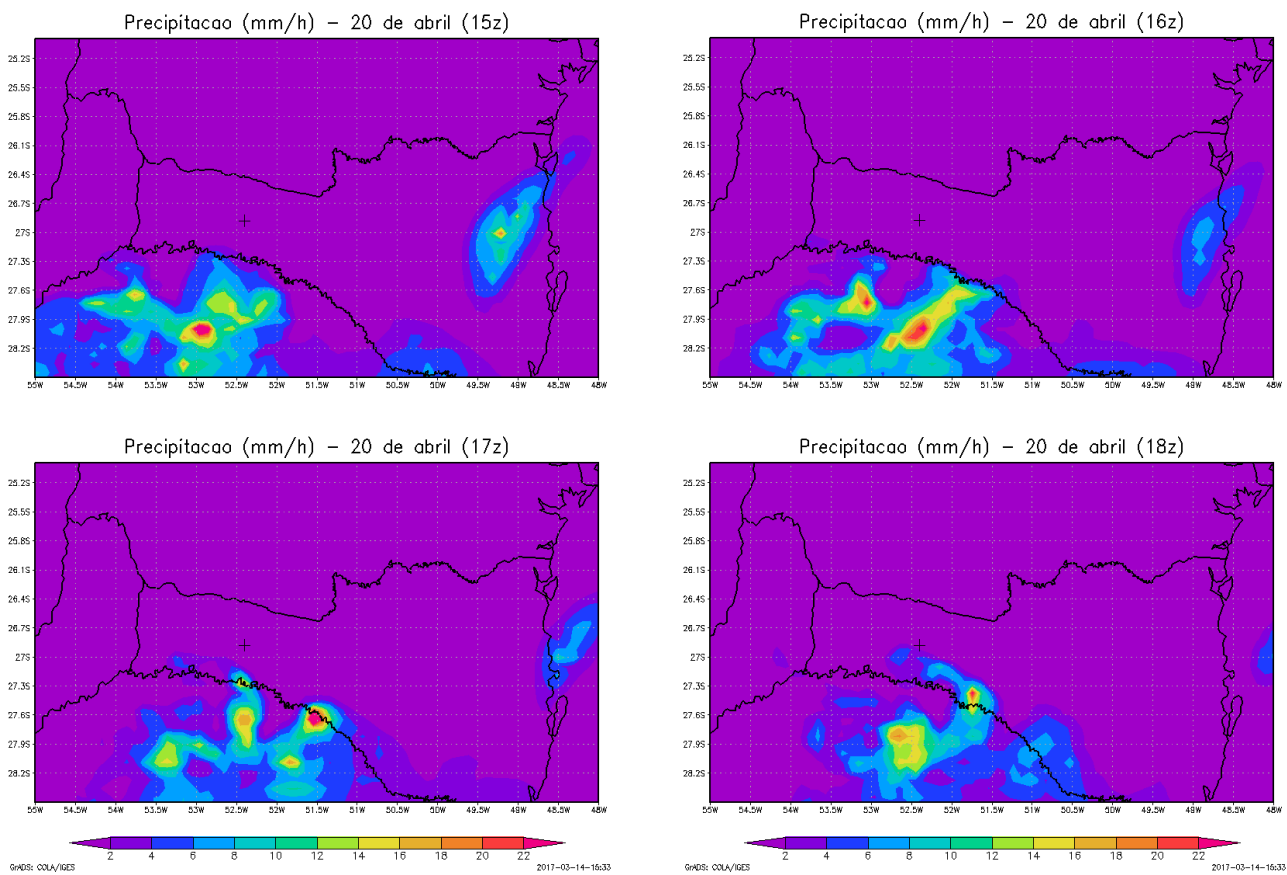 Precipitacao (mm/h) – 20 de abril (15z)
25.2S
25.5S
25.8S
26.1S
26.4S
26.7S
27S
27.3S
27.6S
27.9S
28.2S
55W 54.5W 54W 53.5W 53W 52.5W 52W 51.5W 51W 50.5W 50W 49.5W 49W 48.5W 48W
Precipitacao (mm/h) – 20 de abril (16z)
25.2S
25.5S
25.8S
26.1S
26.4S
26.7S
27S
27.3S
27.6S
27.9S
28.2S
55W 54.5W 54W 53.5W 53W 52.5W 52W 51.5W 51W 50.5W 50W 49.5W 49W 48.5W 48W
Precipitacao (mm/h) – 20 de abril (17z)
25.2S
25.5S
25.8S
26.1S
26.4S
26.7S
27S
27.3S
27.6S
27.9S
28.2S
55W 54.5W 54W 53.5W 53W 52.5W 52W 51.5W 51W 50.5W 50W 49.5W 49W 48.5W 48W
Precipitacao (mm/h) – 20 de abril (18z)
25.2S
25.5S
25.8S
26.1S
26.4S
26.7S
27S
27.3S
27.6S
27.9S
28.2S
55W 54.5W 54W 53.5W 53W 52.5W 52W 51.5W 51W 50.5W 50W 49.5W 49W 48.5W 48W
2 4 6 8 10 12 14 16 18 20 22
GrADS: COLA/IGES 2017-03-14-15:33
2 4 6 8 10 12 14 16 18 20 22
GrADS: COLA/IGES 2017-03-14-15:33